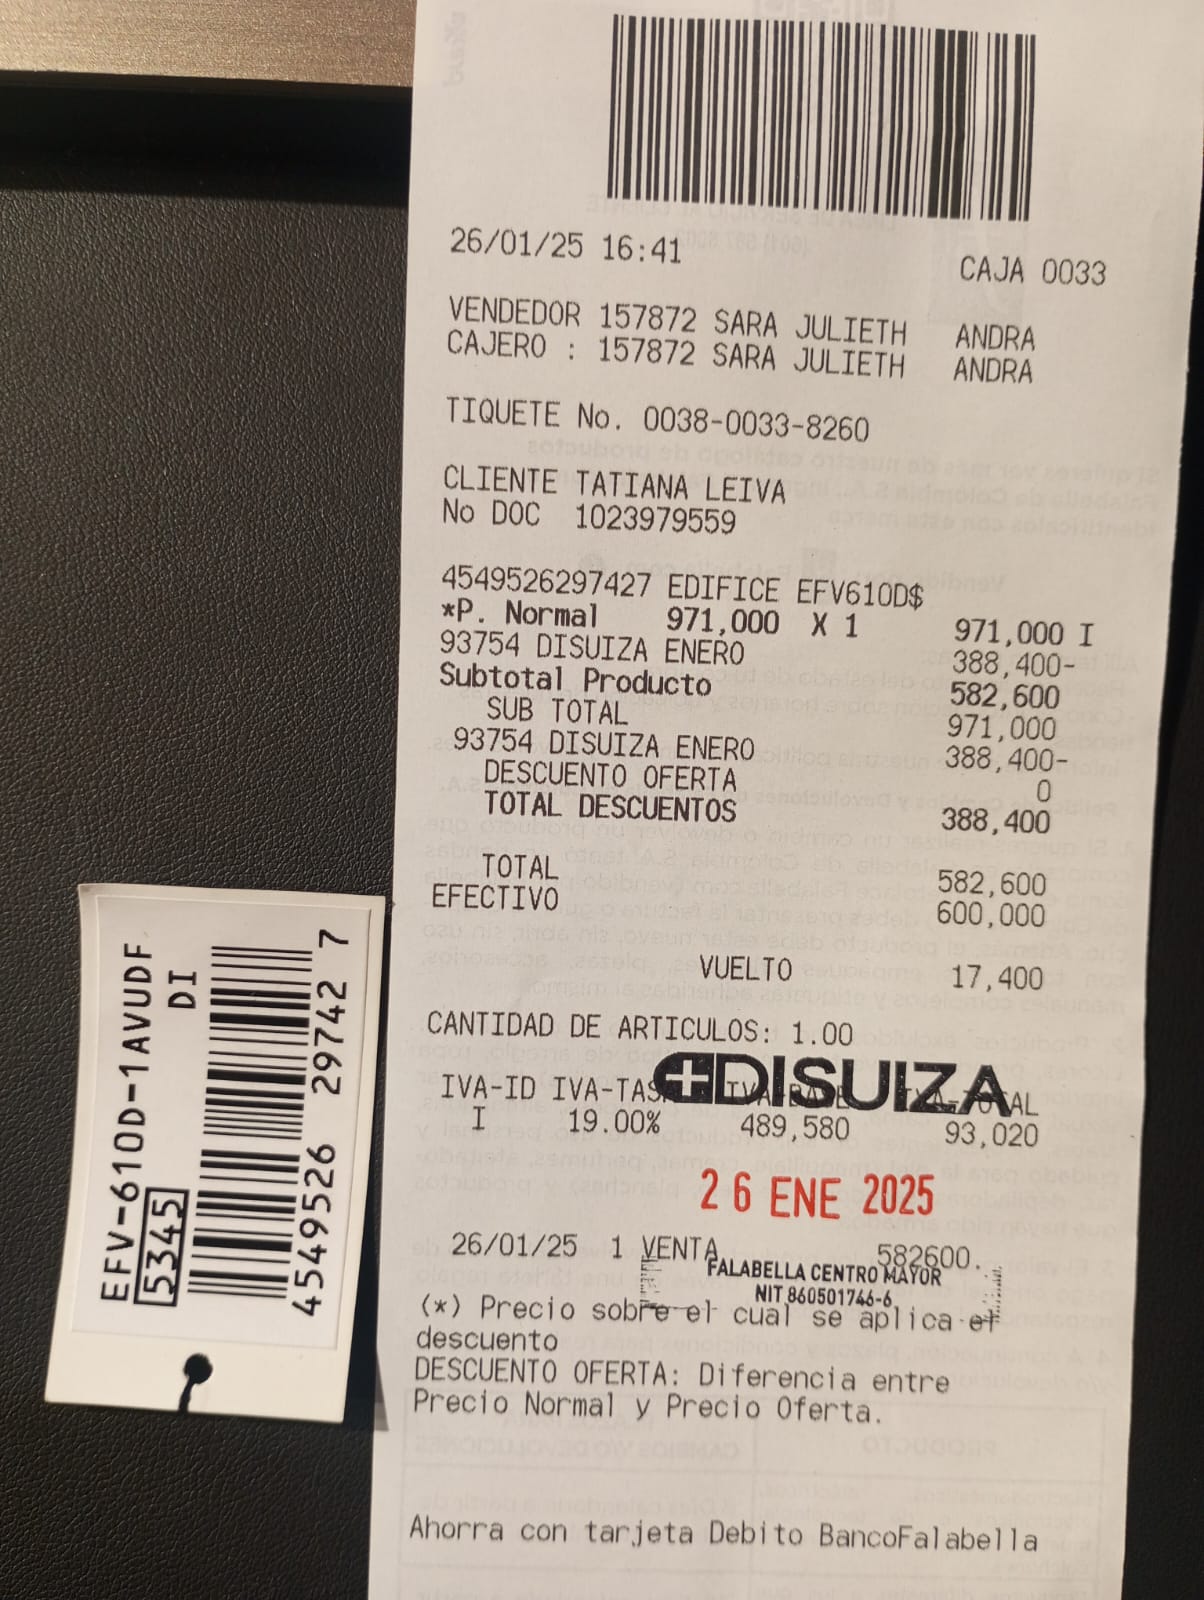 26/01/25 16:41 CAJA 0033
VENDEDOR 157872 SARA JULIETH ANDRA
CAJERO : 157872 SARA JULIETH ANDRA
TIQUETE No. 0038-0033-8260
CLIENTE TATIANA LEIVA
No DOC 1023979559
4549526297427 EDIFICE EFV610D$
*P. Normal 971,000 X 1 971,000 I
93754 DISUIZA ENERO 388,400-
Subtotal Producto 582,600
SUB TOTAL 971,000
93754 DISUIZA ENERO 388,400-
DESCUENTO OFERTA 0
TOTAL DESCUENTOS 388,400
TOTAL 582,600
EFECTIVO 600,000
VUELTO 17,400
CANTIDAD DE ARTICULOS: 1.00
DISUIZA
IVA-ID IVA-TASA IVA-BASE IVA-TOTAL
I 19.00% 489,580 93,020
26 ENE 2025
26/01/25 1 VENTA 582600.
FALABELLA CENTRO MAYOR
NIT 860501746-6
(*) Precio sobre el cual se aplica el
descuento
DESCUENTO OFERTA: Diferencia entre
Precio Normal y Precio Oferta.
Ahorra con tarjeta Debito BancoFalabella
EFV-610D-1AVUDF
DI
5345
4549526 29742 7